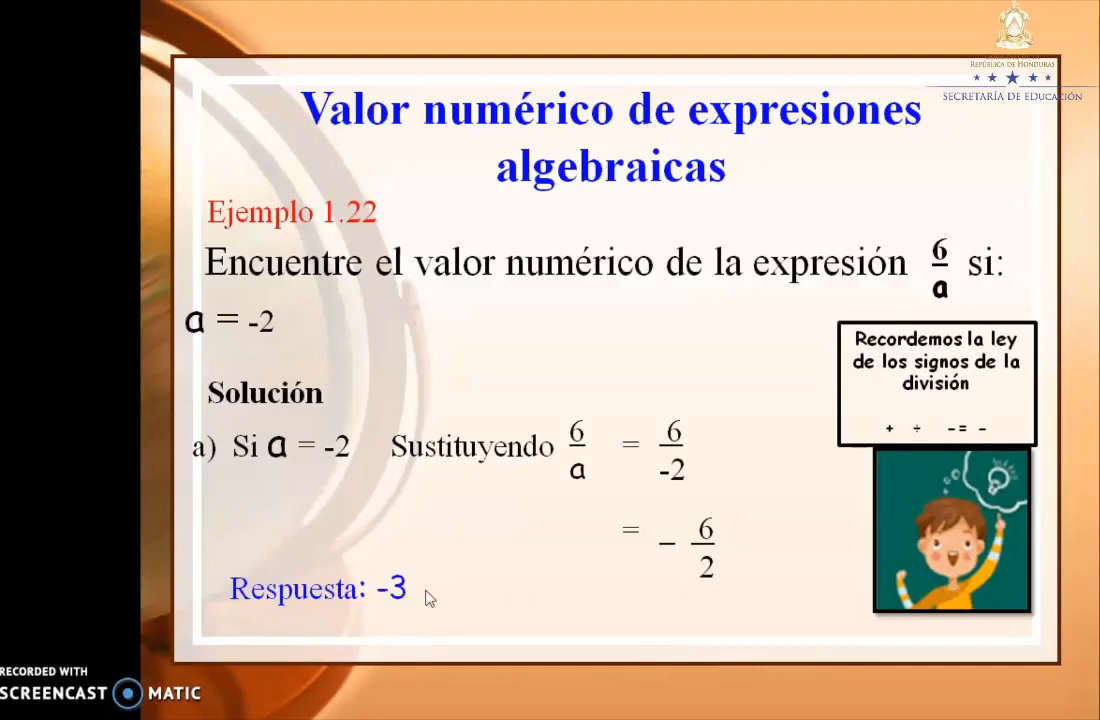 REPÚBLICA DE HONDURAS
SECRETARÍA DE EDUCACIÓN
Valor numérico de expresiones
algebraicas
Ejemplo 1.22
Encuentre el valor numérico de la expresión 6/a si:
a = -2
Recordemos la ley
de los signos de la
división
+ ÷ - = -
Solución
a) Si a = -2 Sustituyendo 6/a = 6/-2
= - 6/2
Respuesta: -3
RECORDED WITH
SCREENCAST MATIC